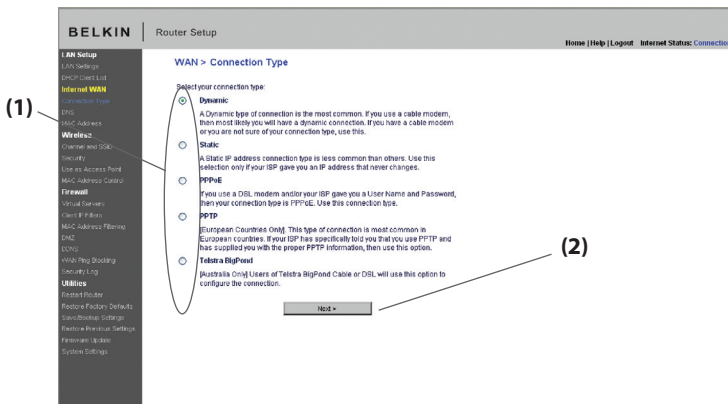 BELKIN
Router Setup
Home | Help | Logout Internet Status: Connection
LAN Setup
LAN Settings
DHCP Client List
Internet WAN
Connection Type
DNS
MAC Address
Wireless
Channel and SSID
Security
Use as Access Point
MAC Address Control
Firewall
Virtual Servers
Client IP Filters
MAC Address Filtering
DMZ
DDNS
WAN Ping Blocking
Security Log
Utilities
Restart Router
Restore Factory Defaults
Save/Backup Settings
Restore Previous Settings
Firmware Update
System Settings
(1)
WAN > Connection Type
Select your connection type:
Dynamic
A Dynamic type of connection is the most common. If you use a cable modem,
then most likely you will have a dynamic connection. If you have a cable modem
or you are not sure of your connection type, use this.
Static
A Static IP address connection type is less common than others. Use this
selection only if your ISP gave you an IP address that never changes.
PPPoE
If you use a DSL modem and/or your ISP gave you a User Name and Password,
then your connection type is PPPoE. Use this connection type.
PPTP
[European Countries Only]. This type of connection is most common in
European countries. If your ISP has specifically told you that you use PPTP and
has supplied you with the proper PPTP information, then use this option.
Telstra BigPond
[Australia Only] Users of Telstra BigPond Cable or DSL will use this option to
configure the connection.
Next >
(2)